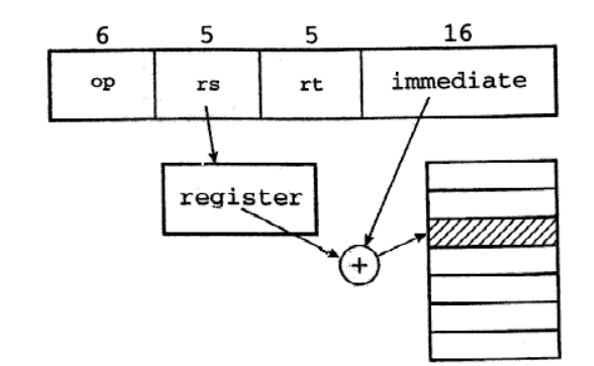 6 5 5 16
op rs rt immediate
register
+